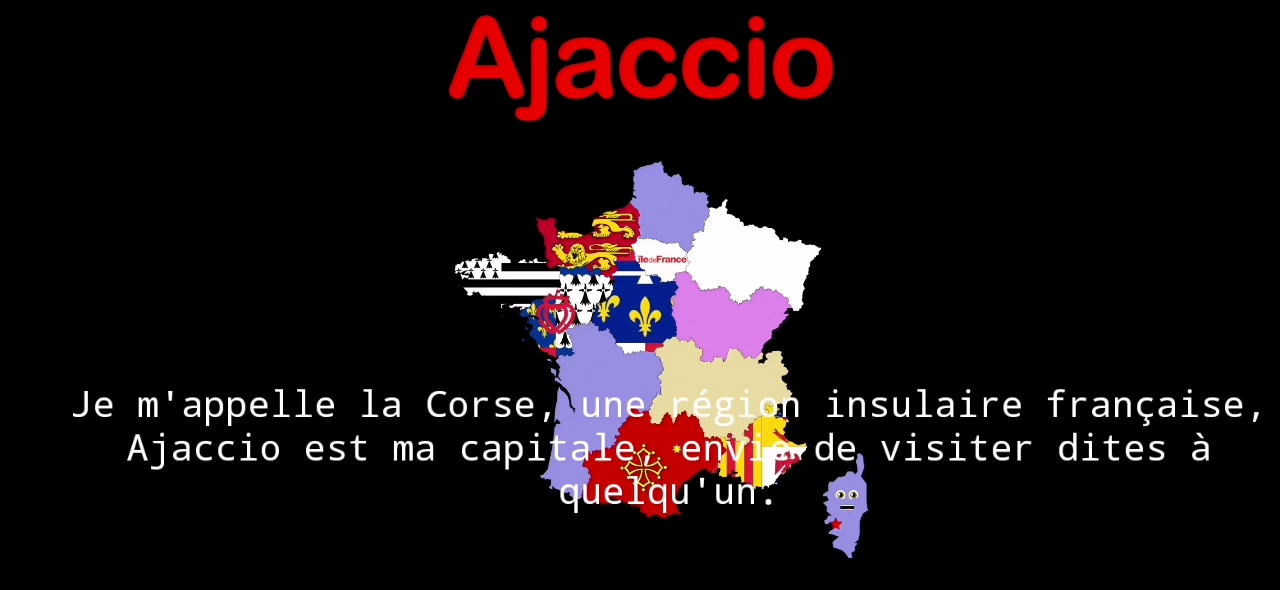 Ajaccio
îledeFrance
Je m'appelle la Corse, une région insulaire française,
Ajaccio est ma capitale, envie de visiter dites à
quelqu'un.